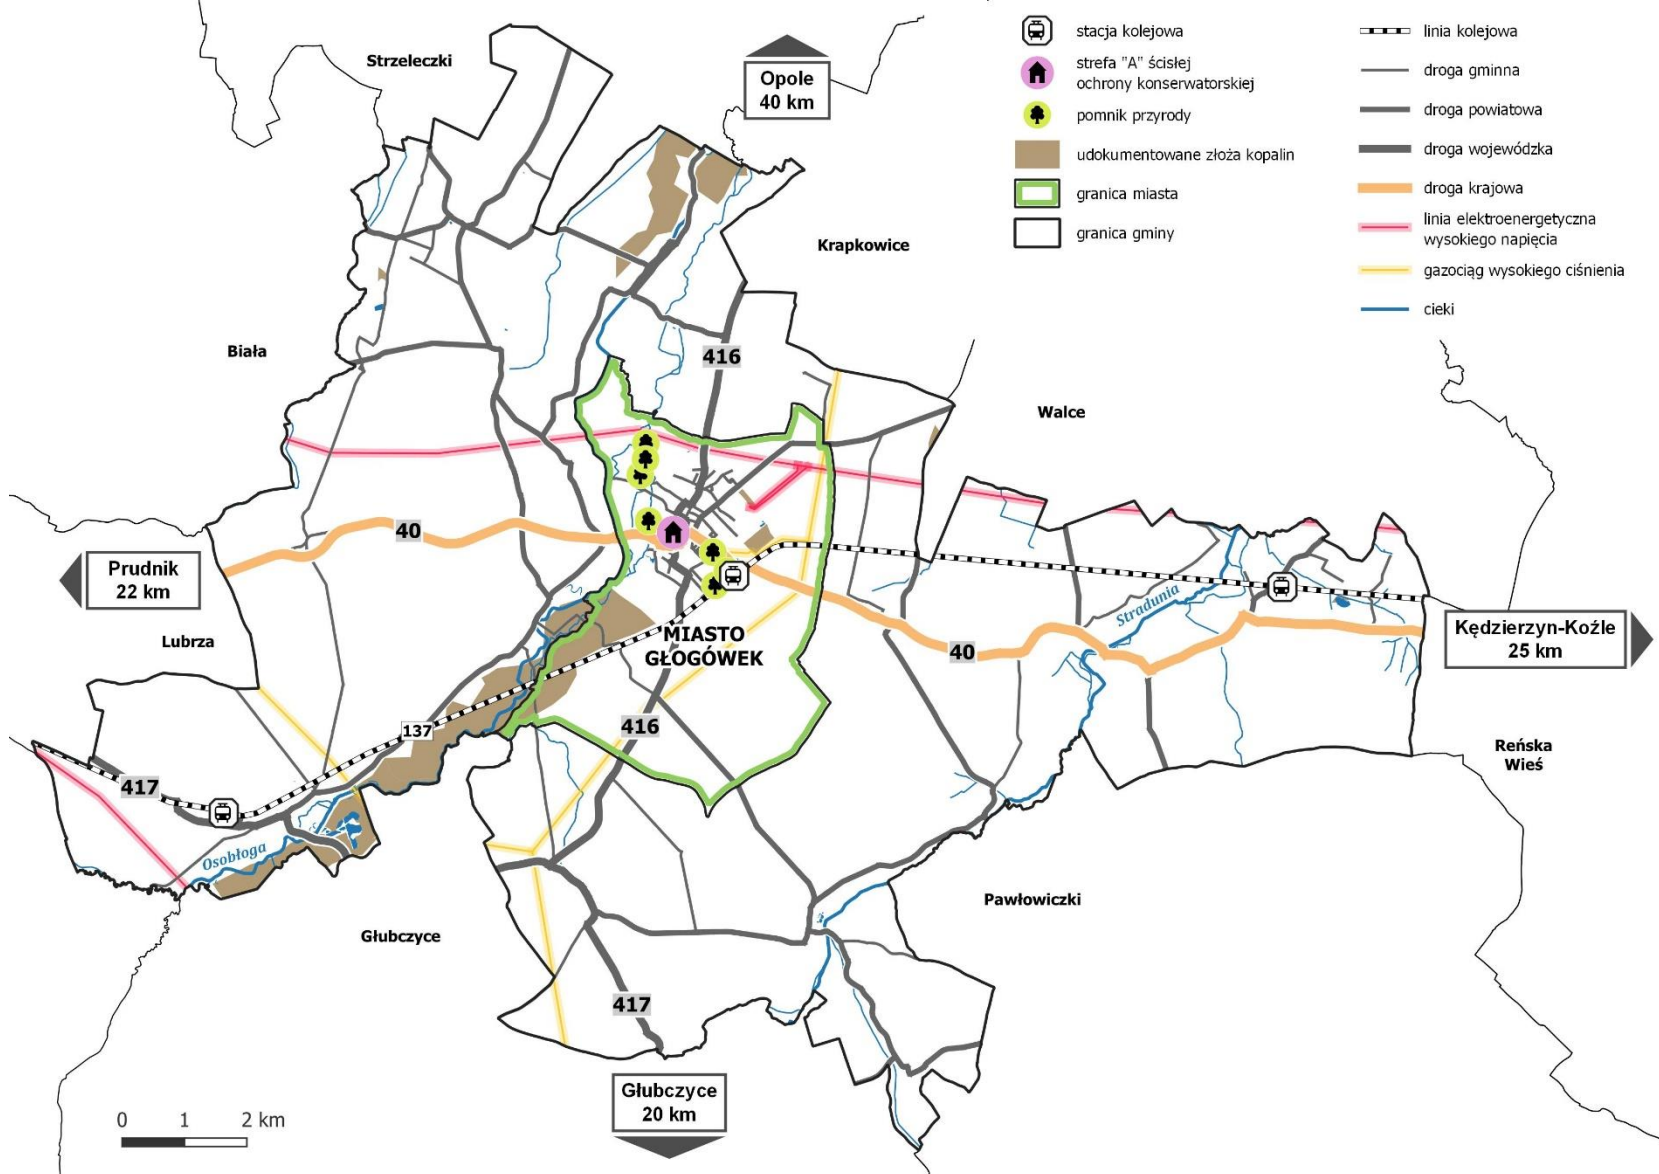 stacja kolejowa
strefa "A" ścisłej
ochrony konserwatorskiej
pomnik przyrody
udokumentowane złoża kopalin
granica miasta
granica gminy
linia kolejowa
droga gminna
droga powiatowa
droga wojewódzka
droga krajowa
linia elektroenergetyczna
wysokiego napięcia
gazociąg wysokiego ciśnienia
cieki
Strzeleczki
Opole
40 km
Krapkowice
Biała
416
Walce
40
Prudnik
22 km
Lubrza
MIASTO
GŁOGÓWEK
40
Stradunia
Kędzierzyn-Koźle
25 km
137
416
417
Reńska
Wieś
Osobłoga
Głubczyce
Pawłowiczki
417
Głubczyce
20 km
0 1 2 km